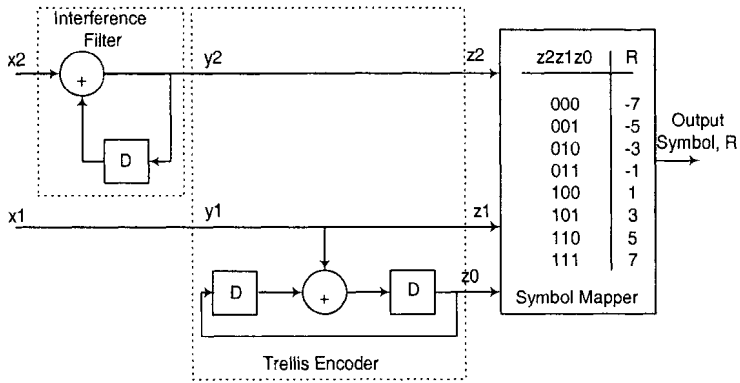 Interference
Filter
x2
+
D
y2
z2
x1
y1
z1
D
+
D
z0
Trellis Encoder
z2z1z0 R
000 -7
001 -5
010 -3
011 -1
100 1
101 3
110 5
111 7
Symbol Mapper
Output
Symbol, R